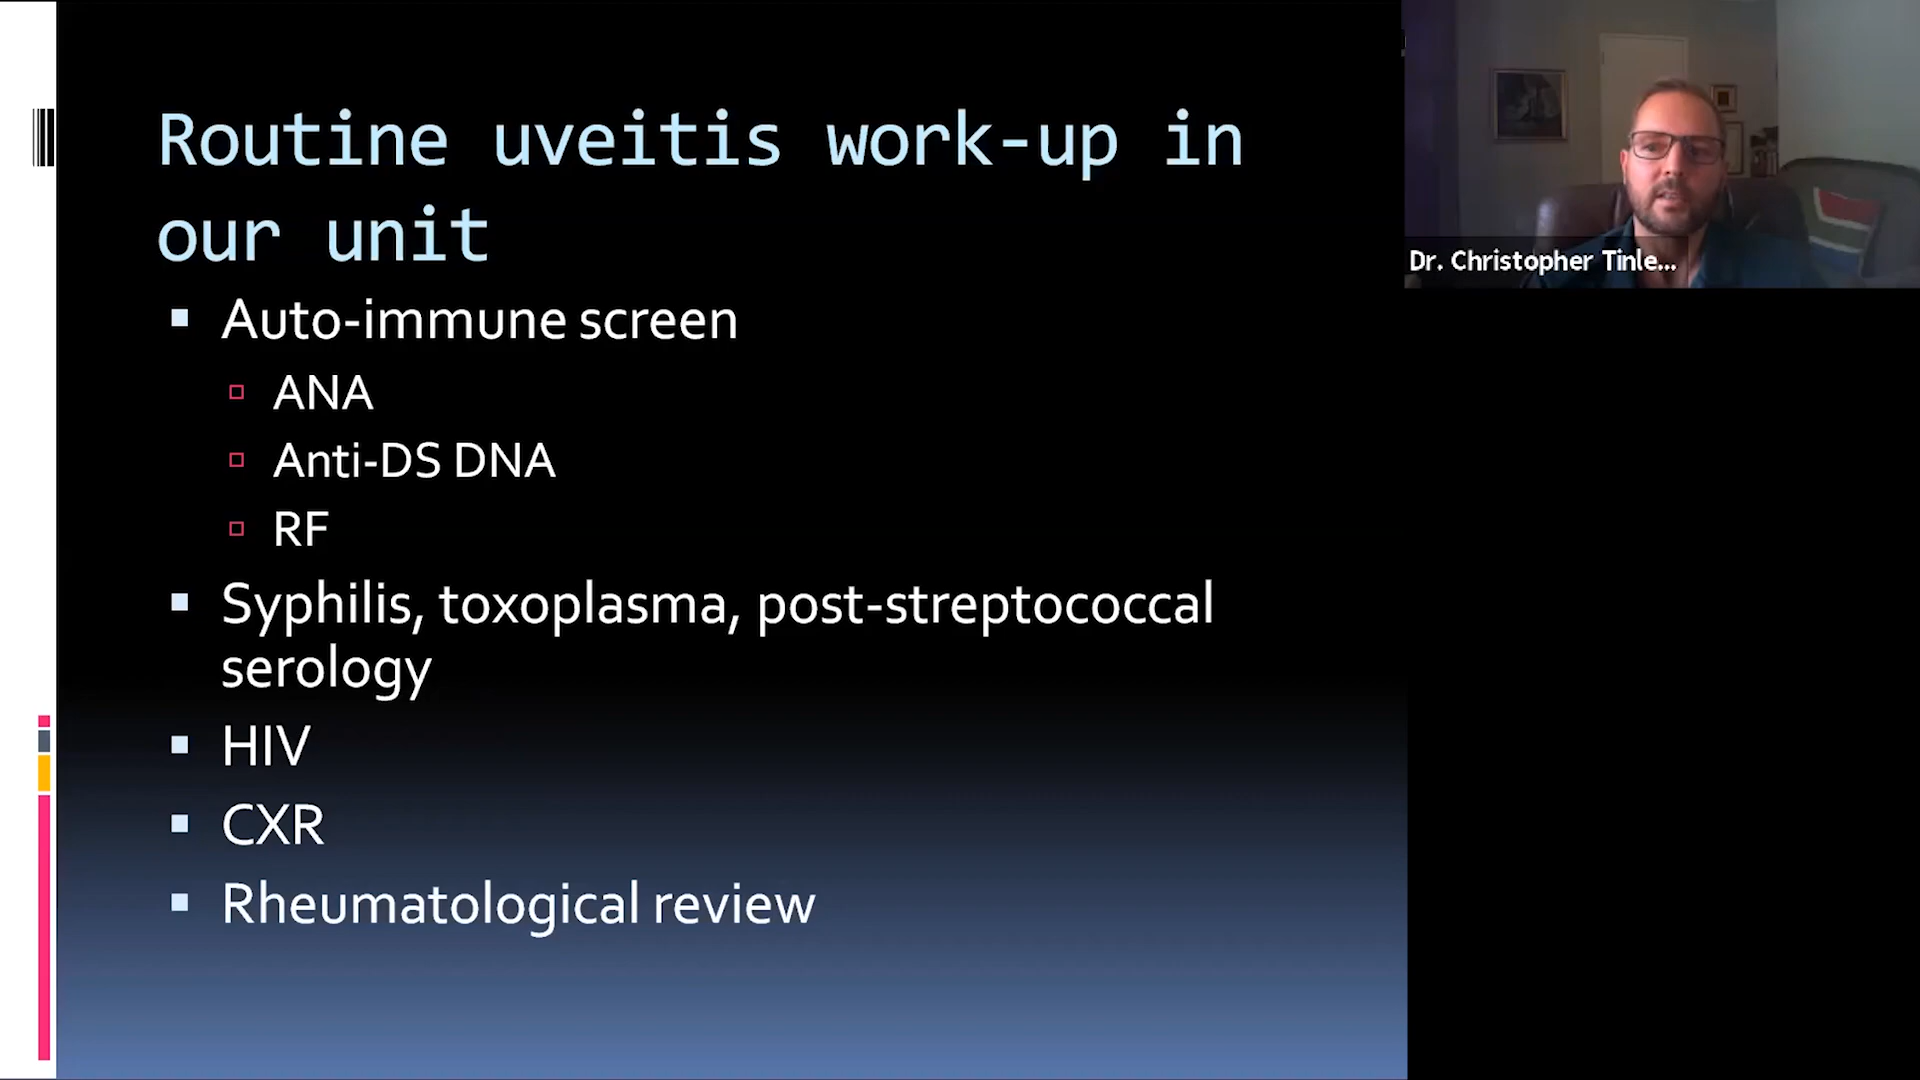 Routine uveitis work-up in
our unit
Auto-immune screen
ANA
Anti-DS DNA
RF
Syphilis, toxoplasma, post-streptococcal
serology
HIV
CXR
Rheumatological review
Dr. Christopher Tinle...